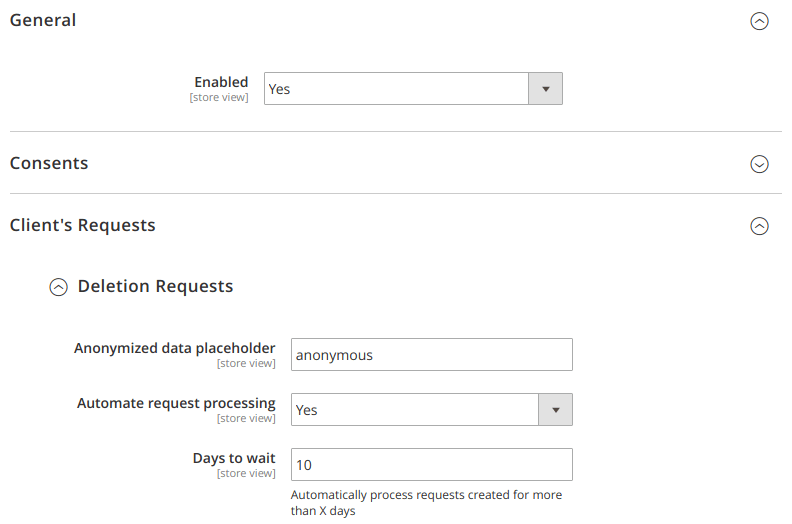 General
Enabled
[store view]
Yes
Consents
Client's Requests
Deletion Requests
Anonymized data placeholder
[store view]
anonymous
Automate request processing
[store view]
Yes
Days to wait
[store view]
10
Automatically process requests created for more
than X days